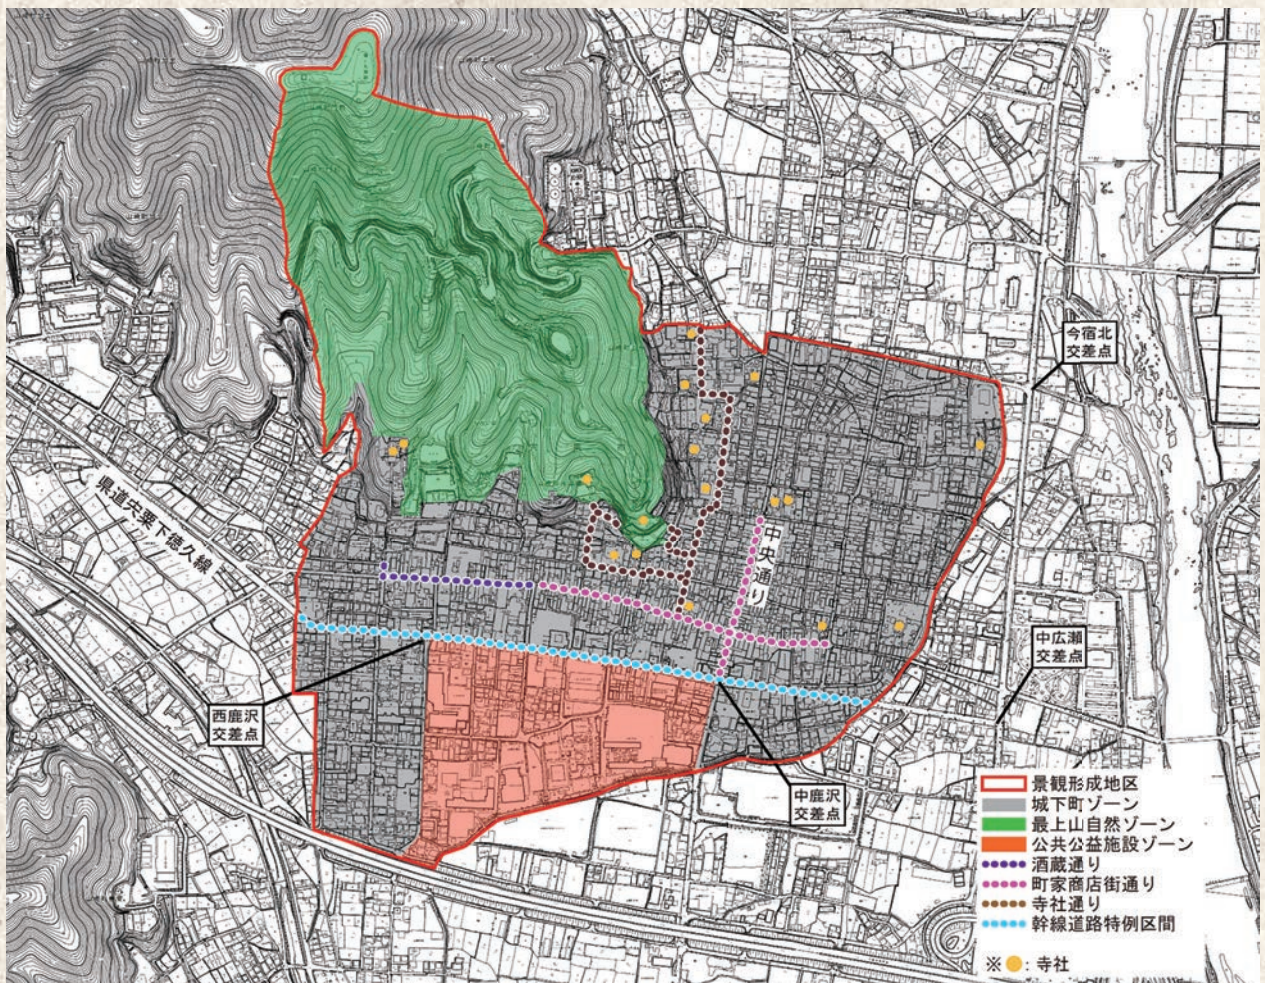 今宿北
交差点
県道宍粟下徳久線
中央通り
中広瀬
交差点
西鹿沢
交差点
中鹿沢
交差点
景観形成地区
城下町ゾーン
最上山自然ゾーン
公共公益施設ゾーン
酒蔵通り
町家商店街通り
寺社通り
幹線道路特例区間
※ : 寺社